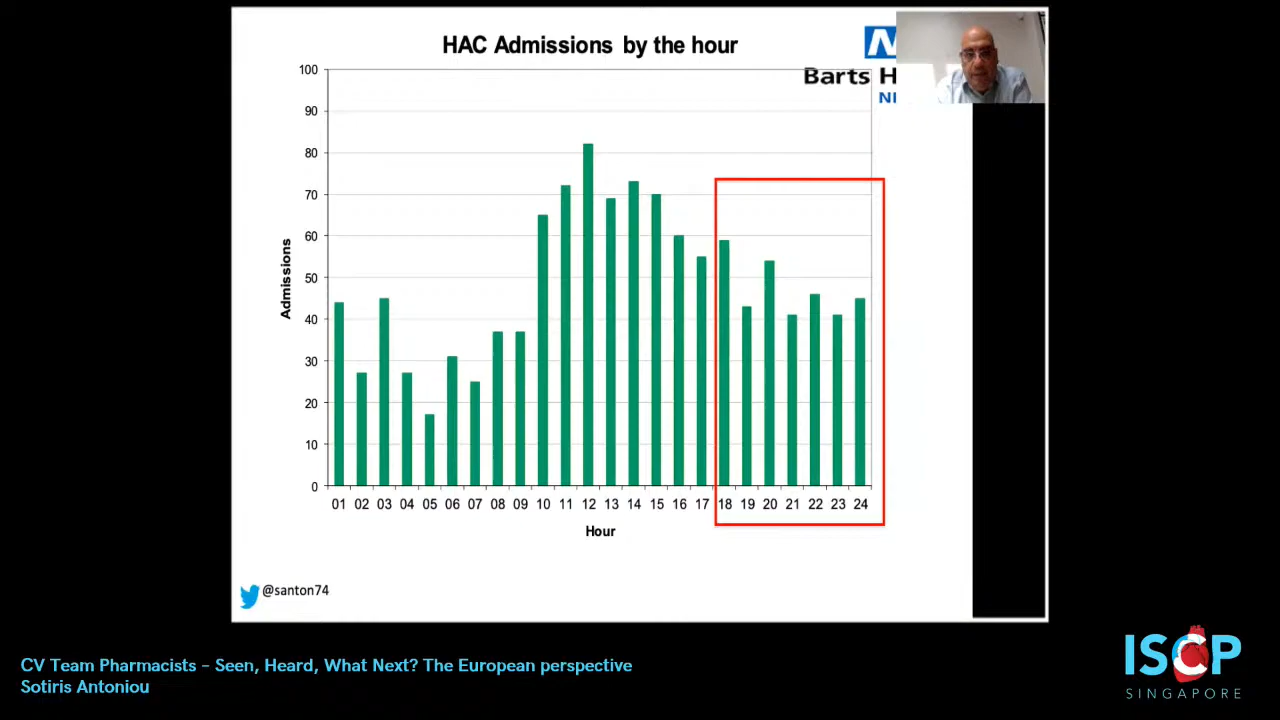 HAC Admissions by the hour
Barts H
NI
100
90
80
70
60
50
40
30
20
10
0
Admissions
01 02 03 04 05 06 07 08 09 10 11 12 13 14 15 16 17 18 19 20 21 22 23 24
Hour
@santon74
CV Team Pharmacists – Seen, Heard, What Next? The European perspective
Sotiris Antoniou
ISCP
SINGAPORE